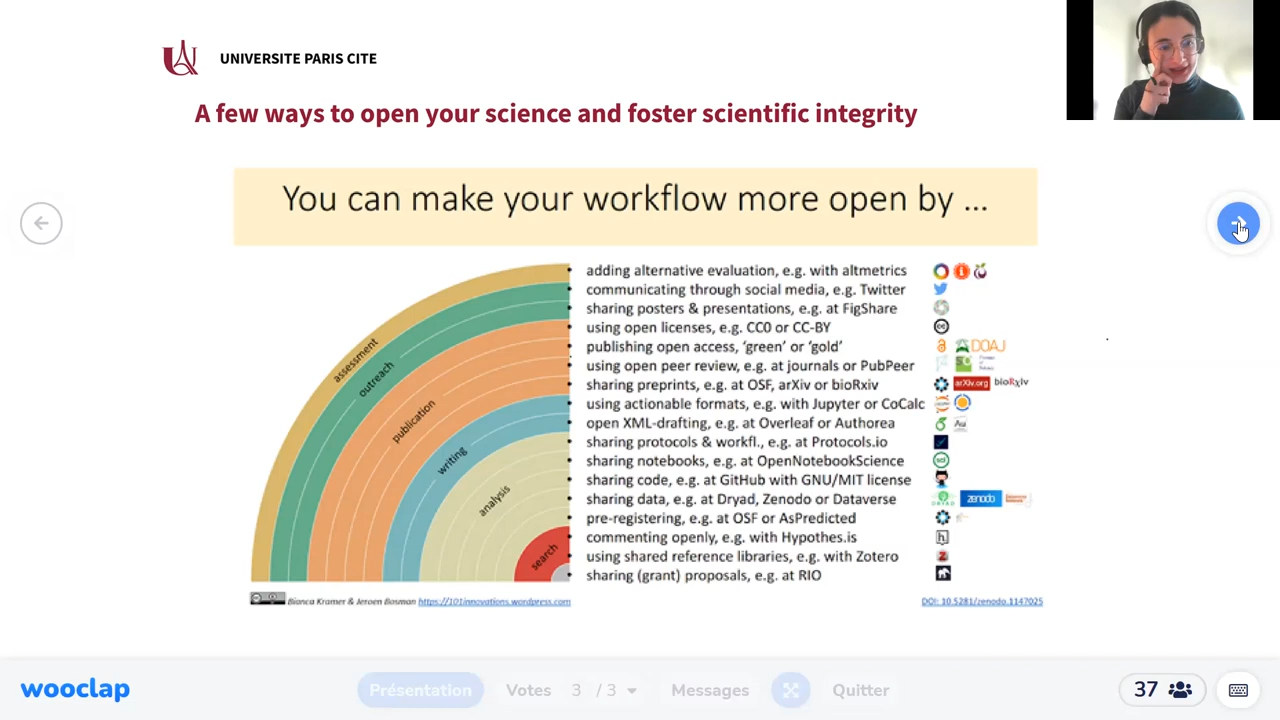 UNIVERSITE PARIS CITE
A few ways to open your science and foster scientific integrity
You can make your workflow more open by ...
adding alternative evaluation, e.g. with altmetrics
communicating through social media, e.g. Twitter
sharing posters & presentations, e.g. at FigShare
using open licenses, e.g. CC0 or CC-BY
publishing open access, ‘green’ or ‘gold’
DOAJ
using open peer review, e.g. at journals or PubPeer
sharing preprints, e.g. at OSF, arXiv or bioRxiv
arXiv.org bioRxiv
using actionable formats, e.g. with Jupyter or CoCalc
open XML-drafting, e.g. at Overleaf or Authorea
Au
sharing protocols & workfl., e.g. at Protocols.io
sharing notebooks, e.g. at OpenNotebookScience
sharing code, e.g. at GitHub with GNU/MIT license
sharing data, e.g. at Dryad, Zenodo or Dataverse
DRYAD zenodo
pre-registering, e.g. at OSF or AsPredicted
commenting openly, e.g. with Hypothes.is
h
using shared reference libraries, e.g. with Zotero
Z
sharing (grant) proposals, e.g. at RIO
assessment
outreach
publication
writing
analysis
search
Bianca Kramer & Jeroen Bosman https://101innovations.wordpress.com
DOI: 10.5281/zenodo.1147025
wooclap
Présentation
Votes
3 / 3
Messages
Quitter
37